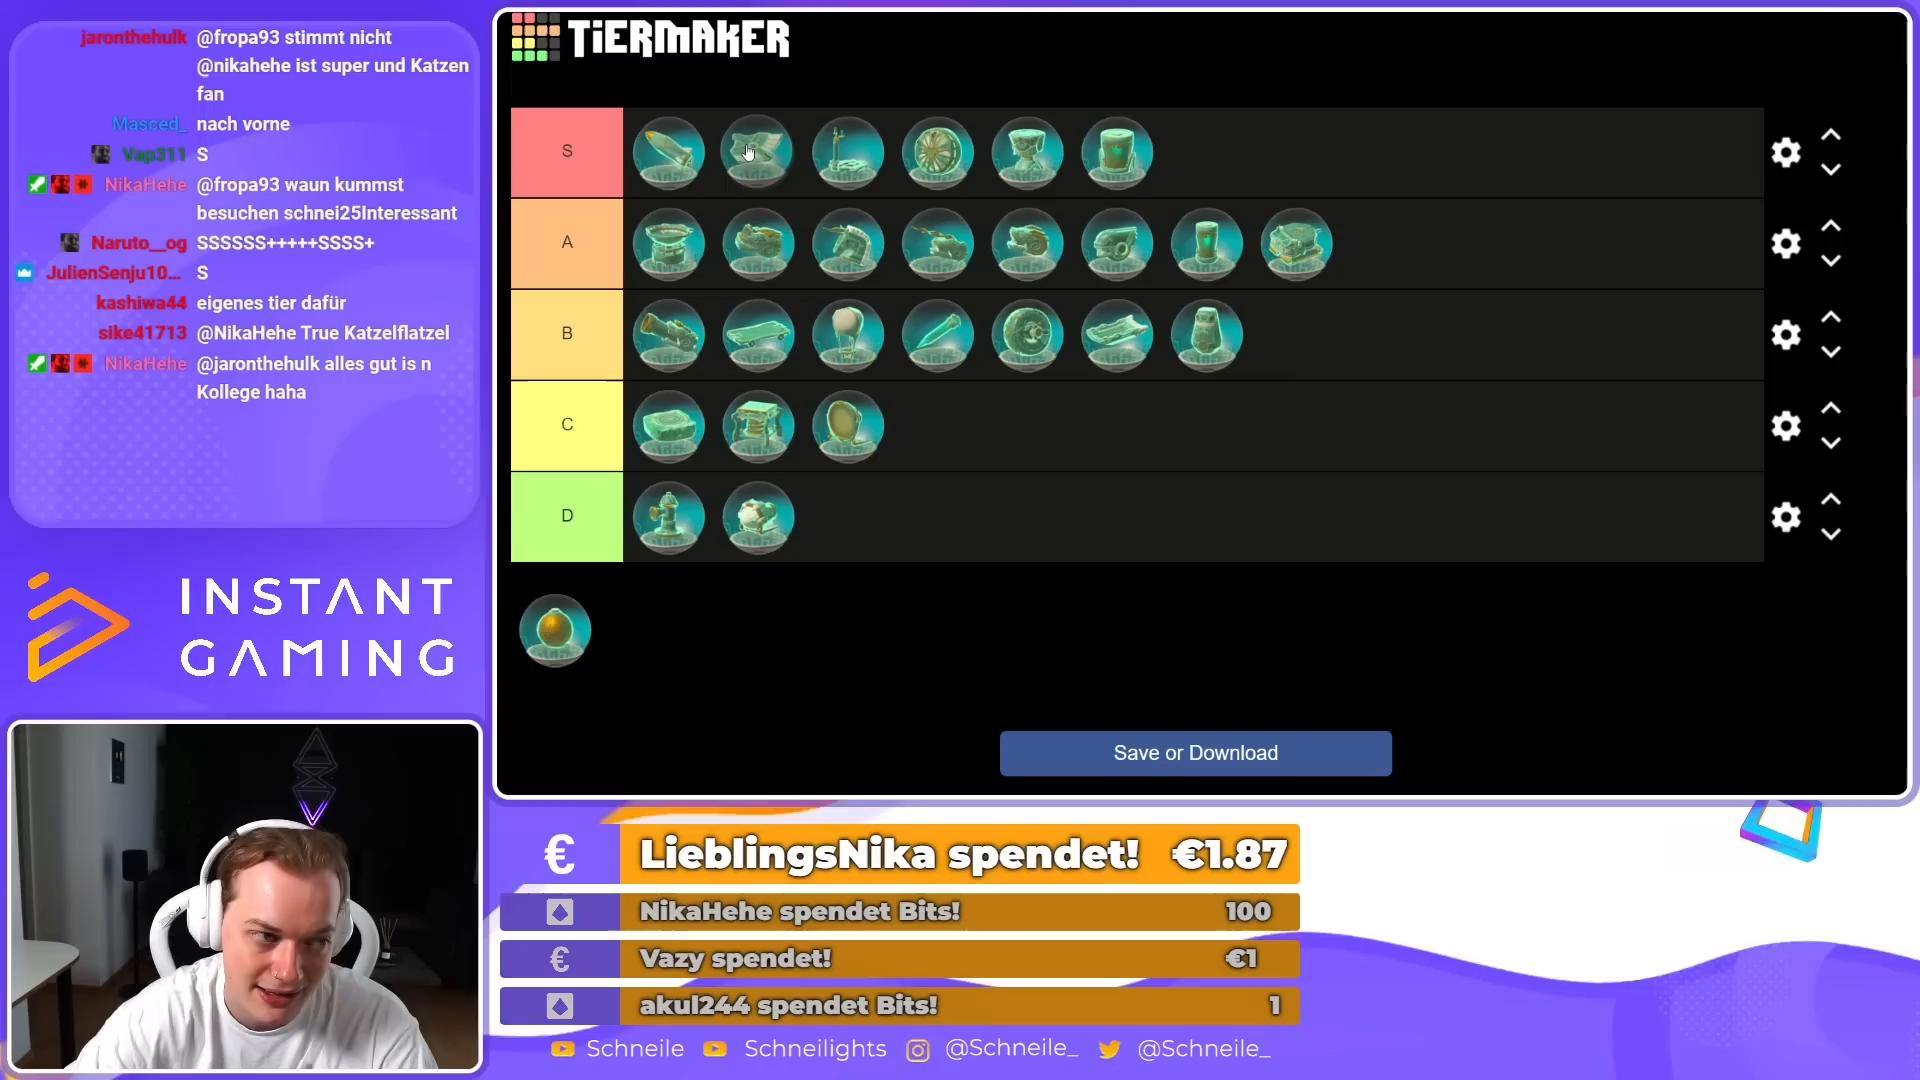 jaronthehulk @fropa93 stimmt nicht
@nikahehe ist super und Katzen
fan
Masced_ nach vorne
Vap311 S
NikaHehe @fropa93 waun kummst
besuchen schnei25Interessant
Naruto__og SSSSSS+++++SSSS+
JulienSenju10... S
kashiwa44 eigenes tier dafür
sike41713 @NikaHehe True Katzelflatzel
NikaHehe @jaronthehulk alles gut is n
Kollege haha
INSTANT
GAMING
TiERMAKER
S
A
B
C
D
Save or Download
€ LieblingsNika spendet! €1.87
NikaHehe spendet Bits! 100
€ Vazy spendet! €1
akul244 spendet Bits! 1
Schneile Schneilights @Schneile_ @Schneile_